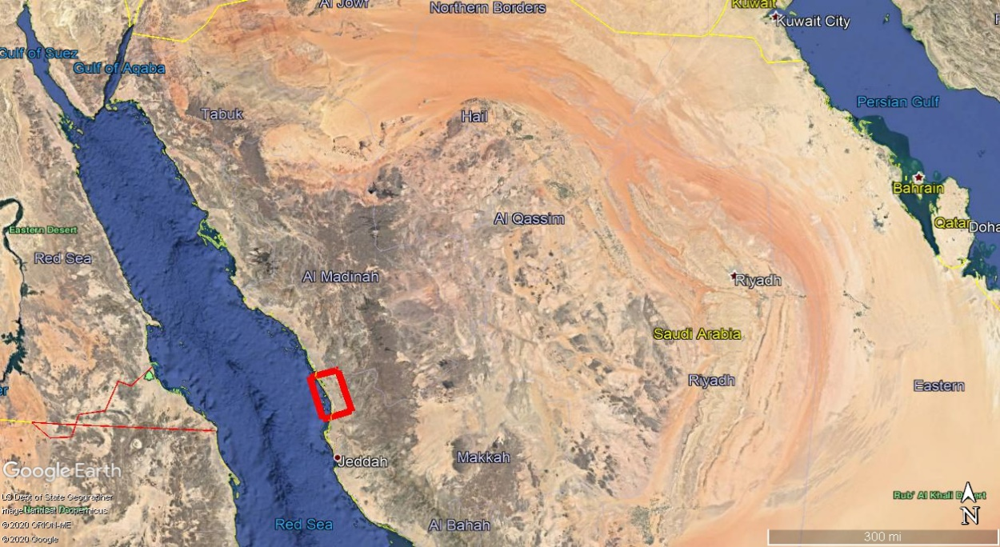 Al Jowf
Northern Borders
Kuwait
Kuwait City
Gulf of Suez
Gulf of Aqaba
Persian Gulf
Tabuk
Hail
Bahrain
Al Qassim
Qatar
Doha
Eastern Desert
Red Sea
Al Madinah
Riyadh
Saudi Arabia
Riyadh
Eastern
er
Jeddah
Makkah
Google Earth
US Dept of State Geographer
Image Landsat / Copernicus
© 2020 ORION-ME
© 2020 Google
Red Sea
Al Bahah
Rub' Al Khali Desert
N
300 mi